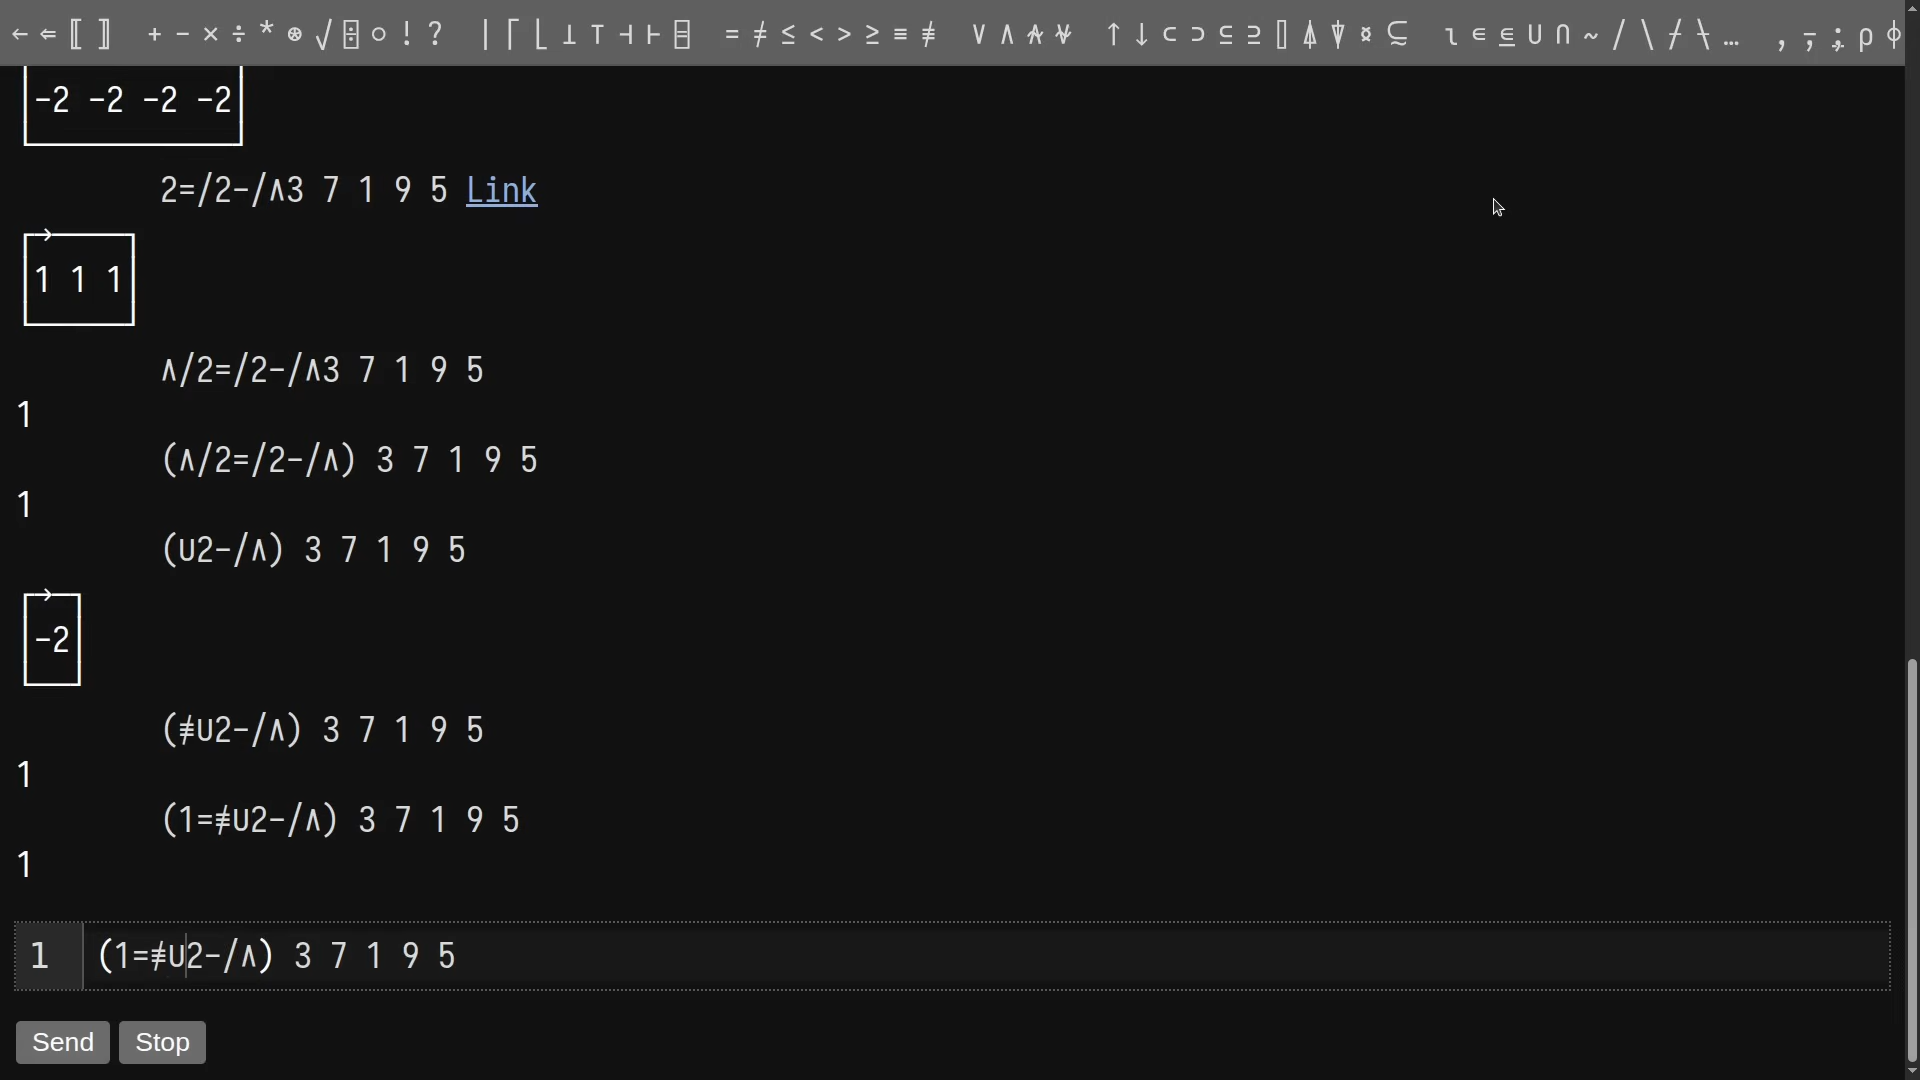 ← ⇐ ⟦ ⟧ + - × ÷ * ⊛ √ ⌹ ○ ! ? | ⌈ ⌊ ⊥ ⊤ ⊣ ⊢ ⌸ = ≠ ≤ < > ≥ ≡ ≢ ∨ ∧ ⍲ ⍱ ↑ ↓ ⊂ ⊃ ⊆ ⊇ ⌷ ⍋ ⍒ ¤ ⊊ ⍳ ∊ ⍷ ∪ ∩ ~ / \ ⌿ ⍀ … , ⍪ ⍮ ⍴ ⌽
-2 -2 -2 -2
2=/2-/∧3 7 1 9 5 Link
→
1 1 1
∧/2=/2-/∧3 7 1 9 5
1
(∧/2=/2-/∧) 3 7 1 9 5
1
(∪2-/∧) 3 7 1 9 5
→
-2
(≢∪2-/∧) 3 7 1 9 5
1
(1=≢∪2-/∧) 3 7 1 9 5
1
1 (1=≢∪2-/∧) 3 7 1 9 5
Send Stop